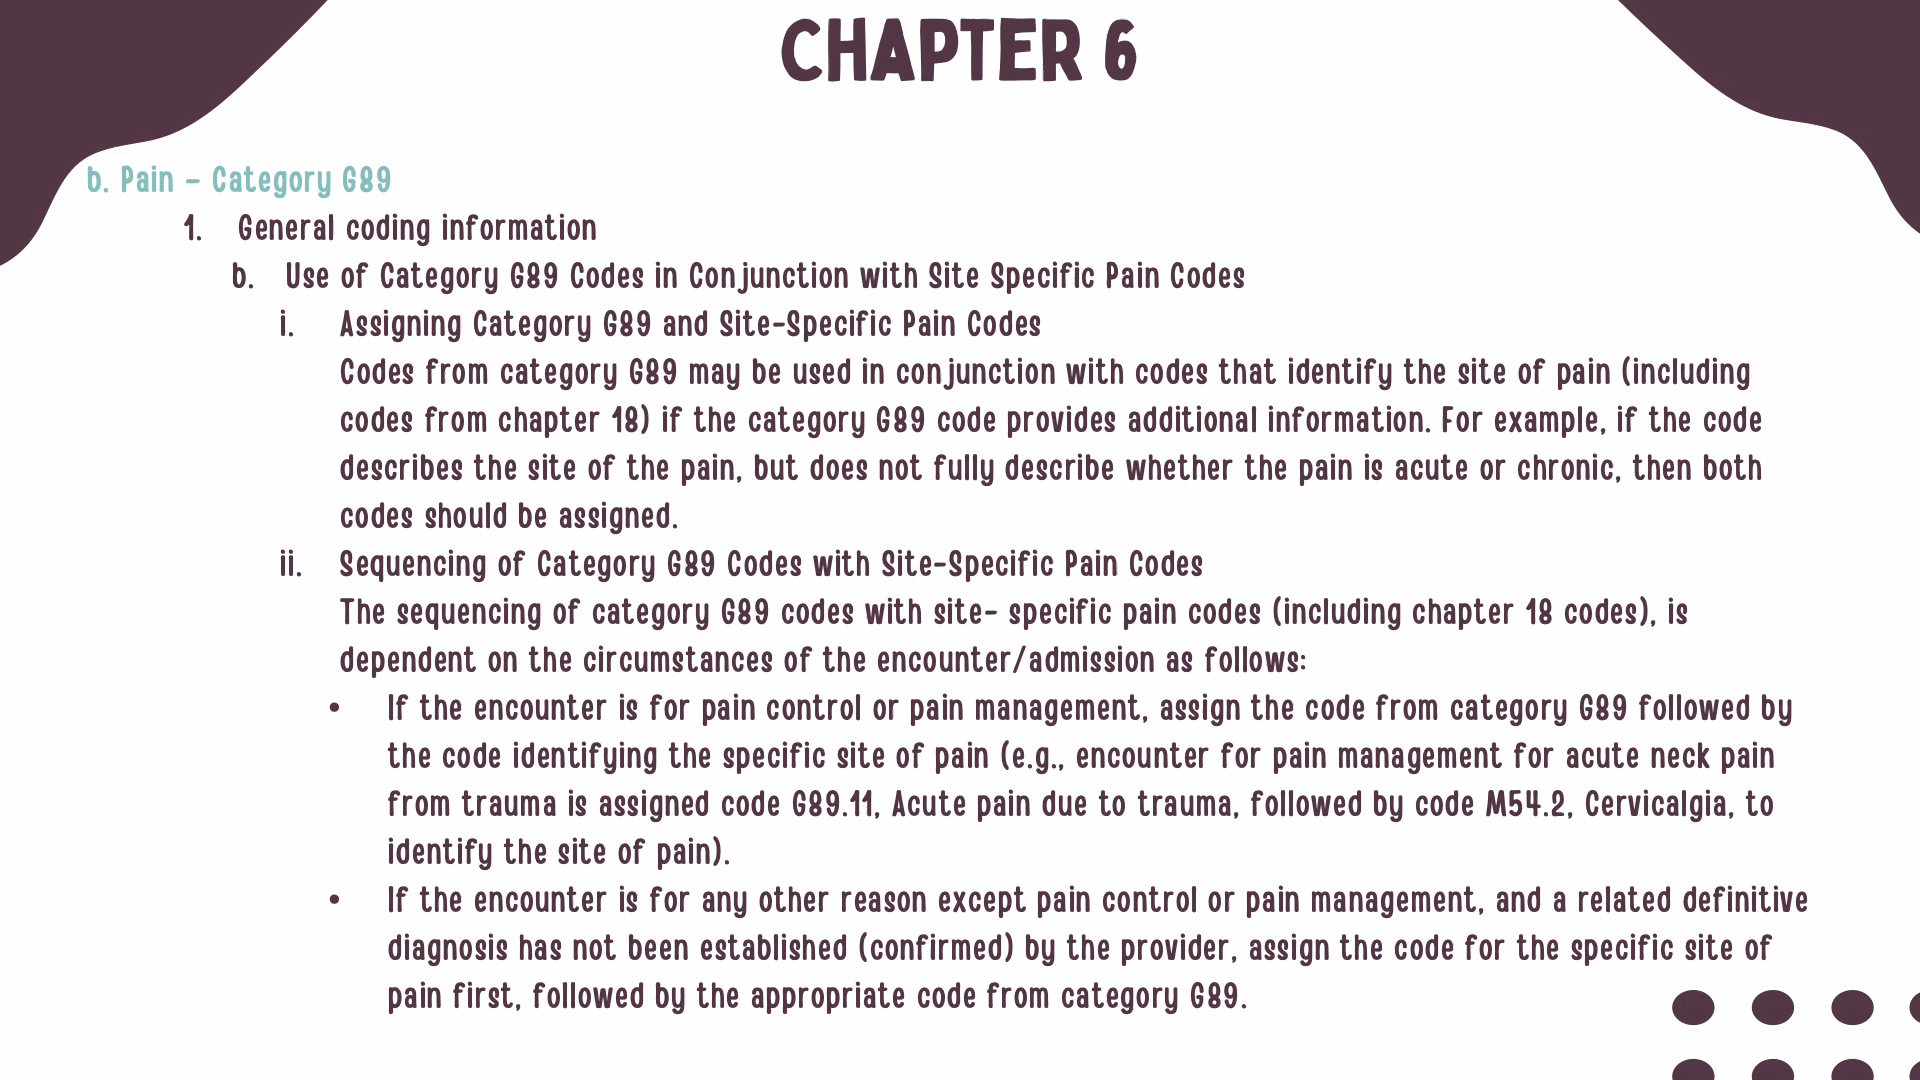 CHAPTER 6
b. Pain – Category G89
1. General coding information
b. Use of Category G89 Codes in Conjunction with Site Specific Pain Codes
i. Assigning Category G89 and Site-Specific Pain Codes
Codes from category G89 may be used in conjunction with codes that identify the site of pain (including
codes from chapter 18) if the category G89 code provides additional information. For example, if the code
describes the site of the pain, but does not fully describe whether the pain is acute or chronic, then both
codes should be assigned.
ii. Sequencing of Category G89 Codes with Site-Specific Pain Codes
The sequencing of category G89 codes with site- specific pain codes (including chapter 18 codes), is
dependent on the circumstances of the encounter/admission as follows:
• If the encounter is for pain control or pain management, assign the code from category G89 followed by
the code identifying the specific site of pain (e.g., encounter for pain management for acute neck pain
from trauma is assigned code G89.11, Acute pain due to trauma, followed by code M54.2, Cervicalgia, to
identify the site of pain).
• If the encounter is for any other reason except pain control or pain management, and a related definitive
diagnosis has not been established (confirmed) by the provider, assign the code for the specific site of
pain first, followed by the appropriate code from category G89.